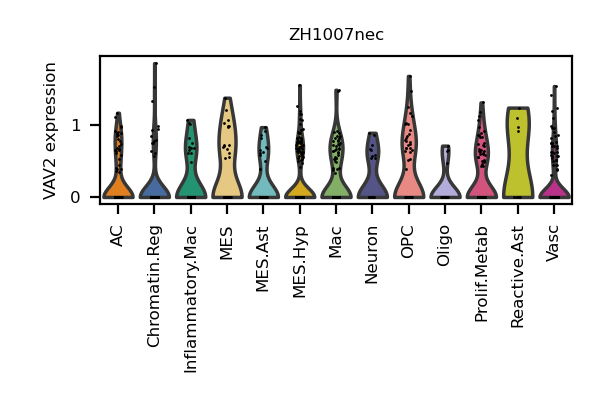 ZH1007nec
VAV2 expression
1
0
AC
Chromatin.Reg
Inflammatory.Mac
MES
MES.Ast
MES.Hyp
Mac
Neuron
OPC
Oligo
Prolif.Metab
Reactive.Ast
Vasc